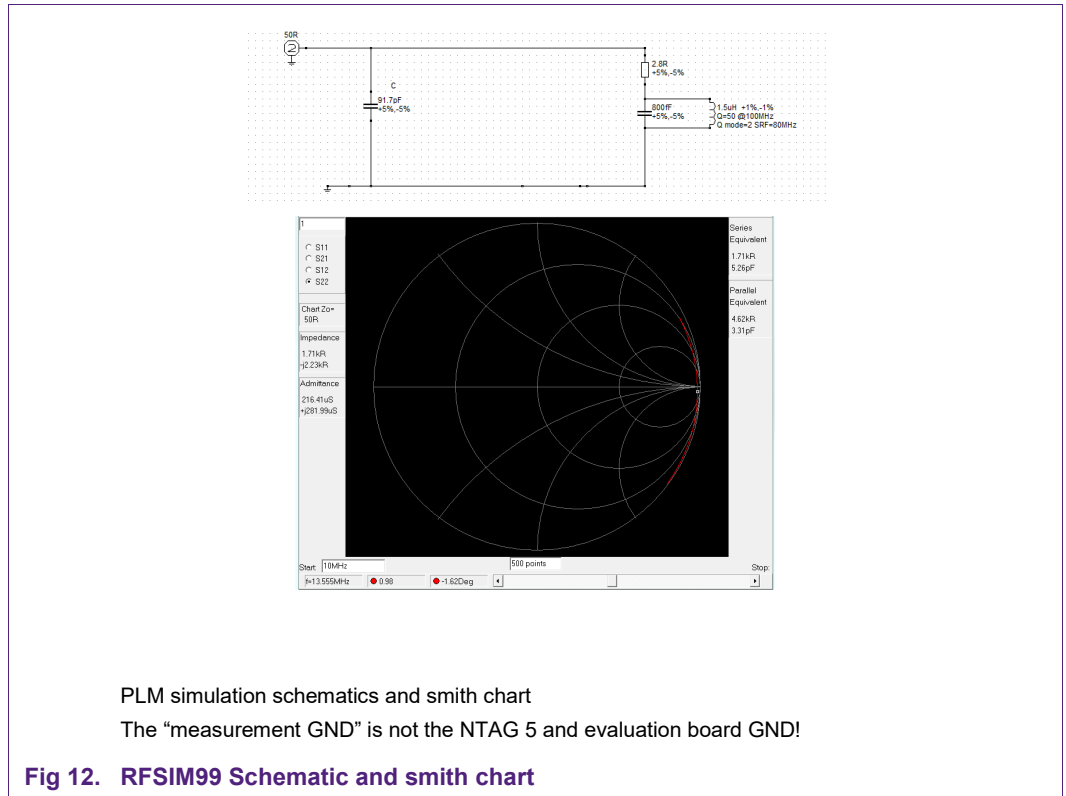 50R
2
2.8R
+5%,-5%
C
91.7pF
+5%,-5%
800fF
+5%,-5%
1.5uH +1%,-1%
Q=50 @100MHz
Q mode=2 SRF=80MHz
1
S11
S21
S12
S22
Chart Zo=
50R
Impedance
1.71kR
-j2.23kR
Admittance
216.41uS
+j281.99uS
Series
Equivalent
1.71kR
5.26pF
Parallel
Equivalent
4.62kR
3.31pF
Start: 10MHz
500 points
Stop:
f=13.555MHz
0.98
-1.62Deg
PLM simulation schematics and smith chart
The “measurement GND” is not the NTAG 5 and evaluation board GND!
Fig 12. RFSIM99 Schematic and smith chart